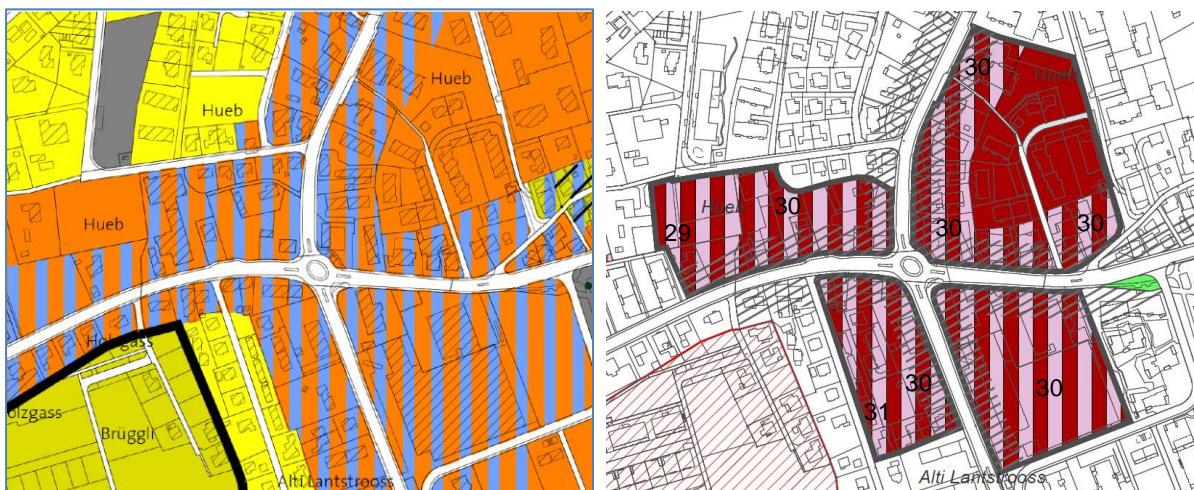 Hueb
Hueb
Hueb
Holzgass
olzgass
Brüggli
Alti Lantstrooss
30
Hueb
Hueb
30
29
30
30
30
31
30
Alti Lantstrooss